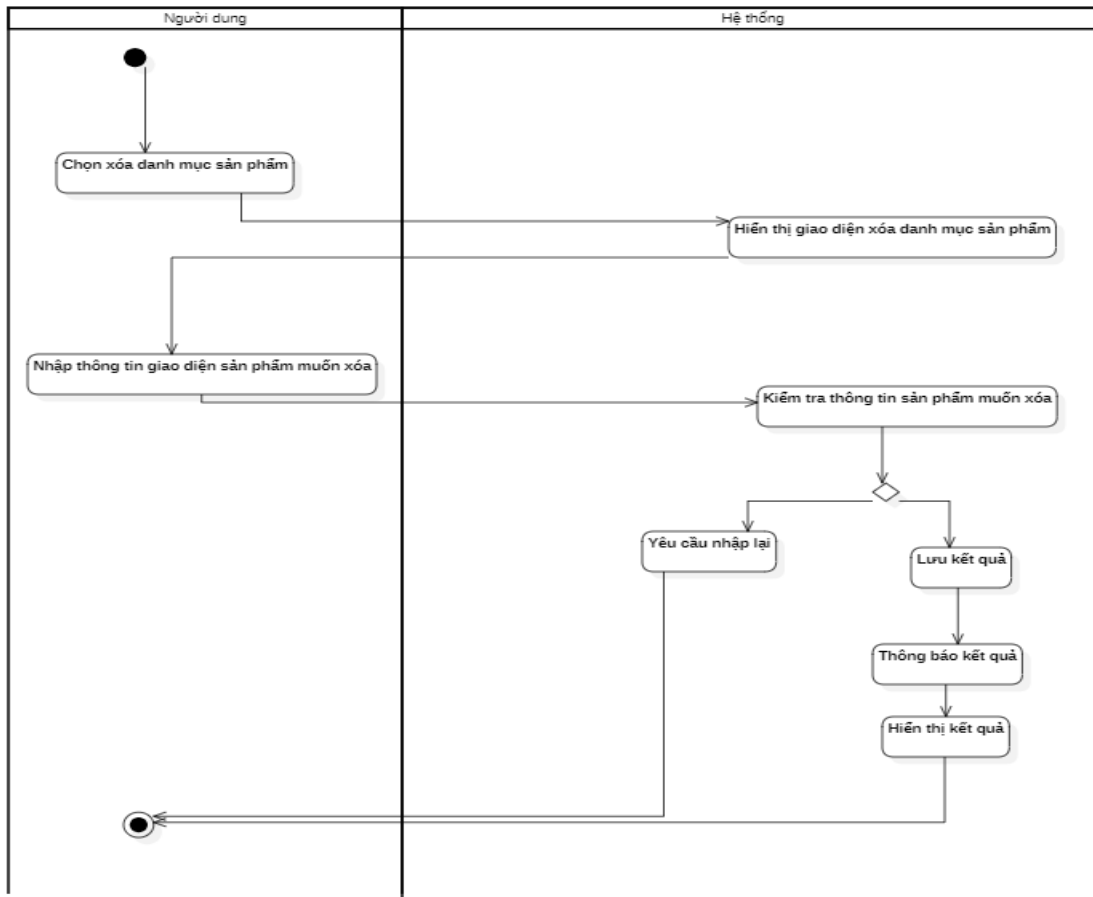 Người dung
Hệ thống
Chọn xóa danh mục sản phẩm
Hiển thị giao diện xóa danh mục sản phẩm
Nhập thông tin giao diện sản phẩm muốn xóa
Kiểm tra thông tin sản phẩm muốn xóa
Yêu cầu nhập lại
Lưu kết quả
Thông báo kết quả
Hiển thị kết quả